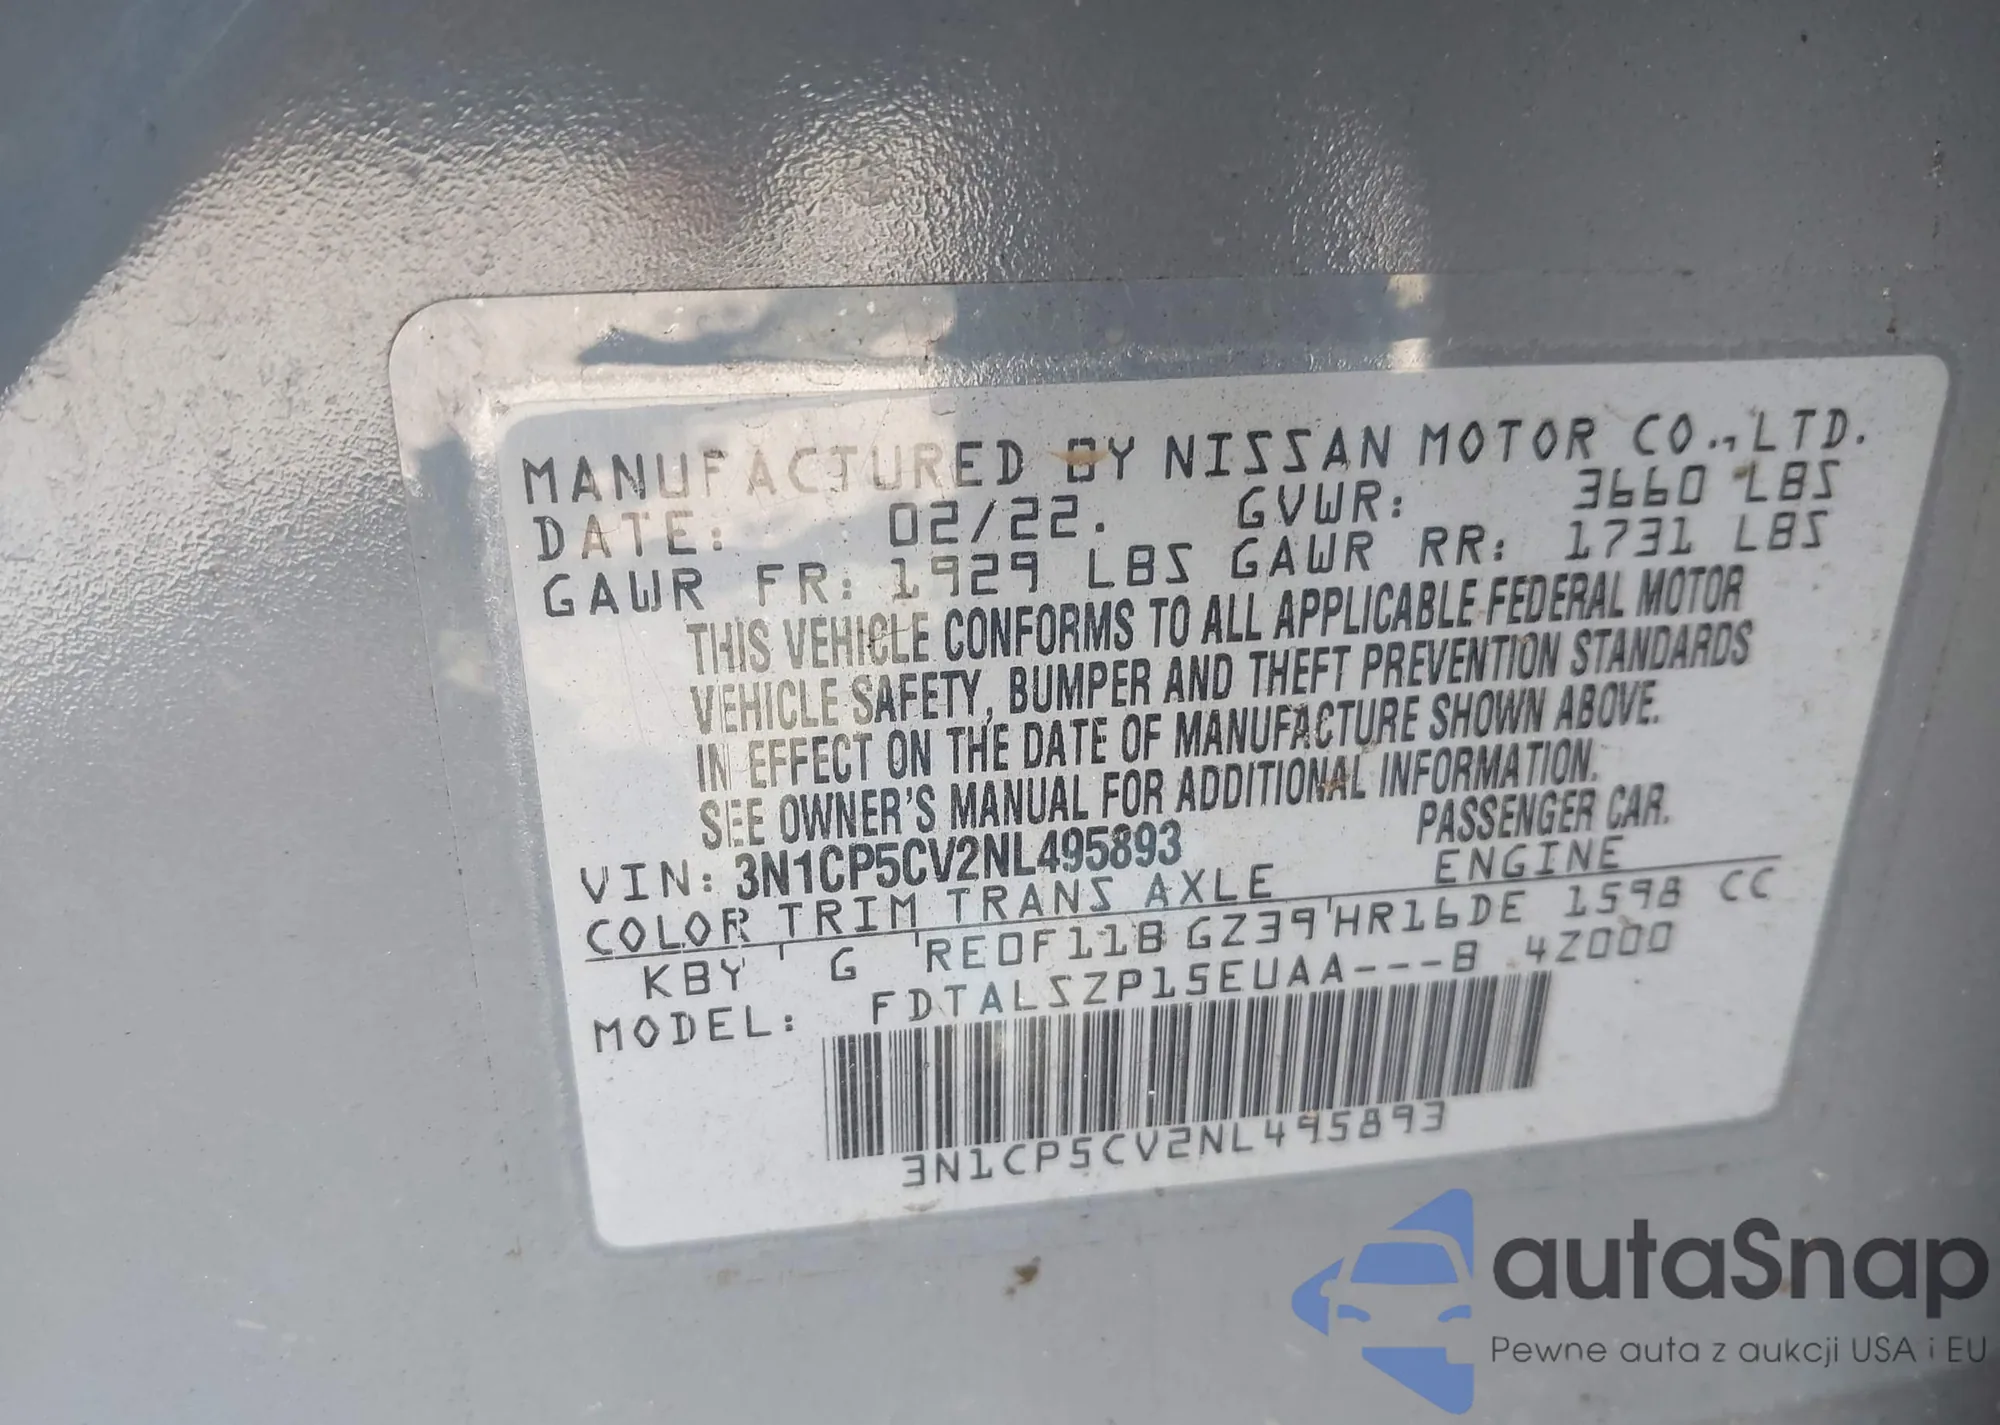 MANUFACTURED BY NISSAN MOTOR CO., LTD.
DATE: 02/22. GVWR: 3660 LBS
GAWR FR: 1929 LBS GAWR RR: 1731 LBS
THIS VEHICLE CONFORMS TO ALL APPLICABLE FEDERAL MOTOR
VEHICLE SAFETY, BUMPER AND THEFT PREVENTION STANDARDS
IN EFFECT ON THE DATE OF MANUFACTURE SHOWN ABOVE.
SEE OWNER'S MANUAL FOR ADDITIONAL INFORMATION.
VIN: 3N1CP5CV2NL495893 PASSENGER CAR.
COLOR TRIM TRANS AXLE ENGINE
KBY G RE0F11B GZ39 HR16DE 1598 CC
MODEL: FDTALSZP15EUAA---B 4Z000
3N1CP5CV2NL495893
autaSnap
Pewne auta z aukcji USA i EU